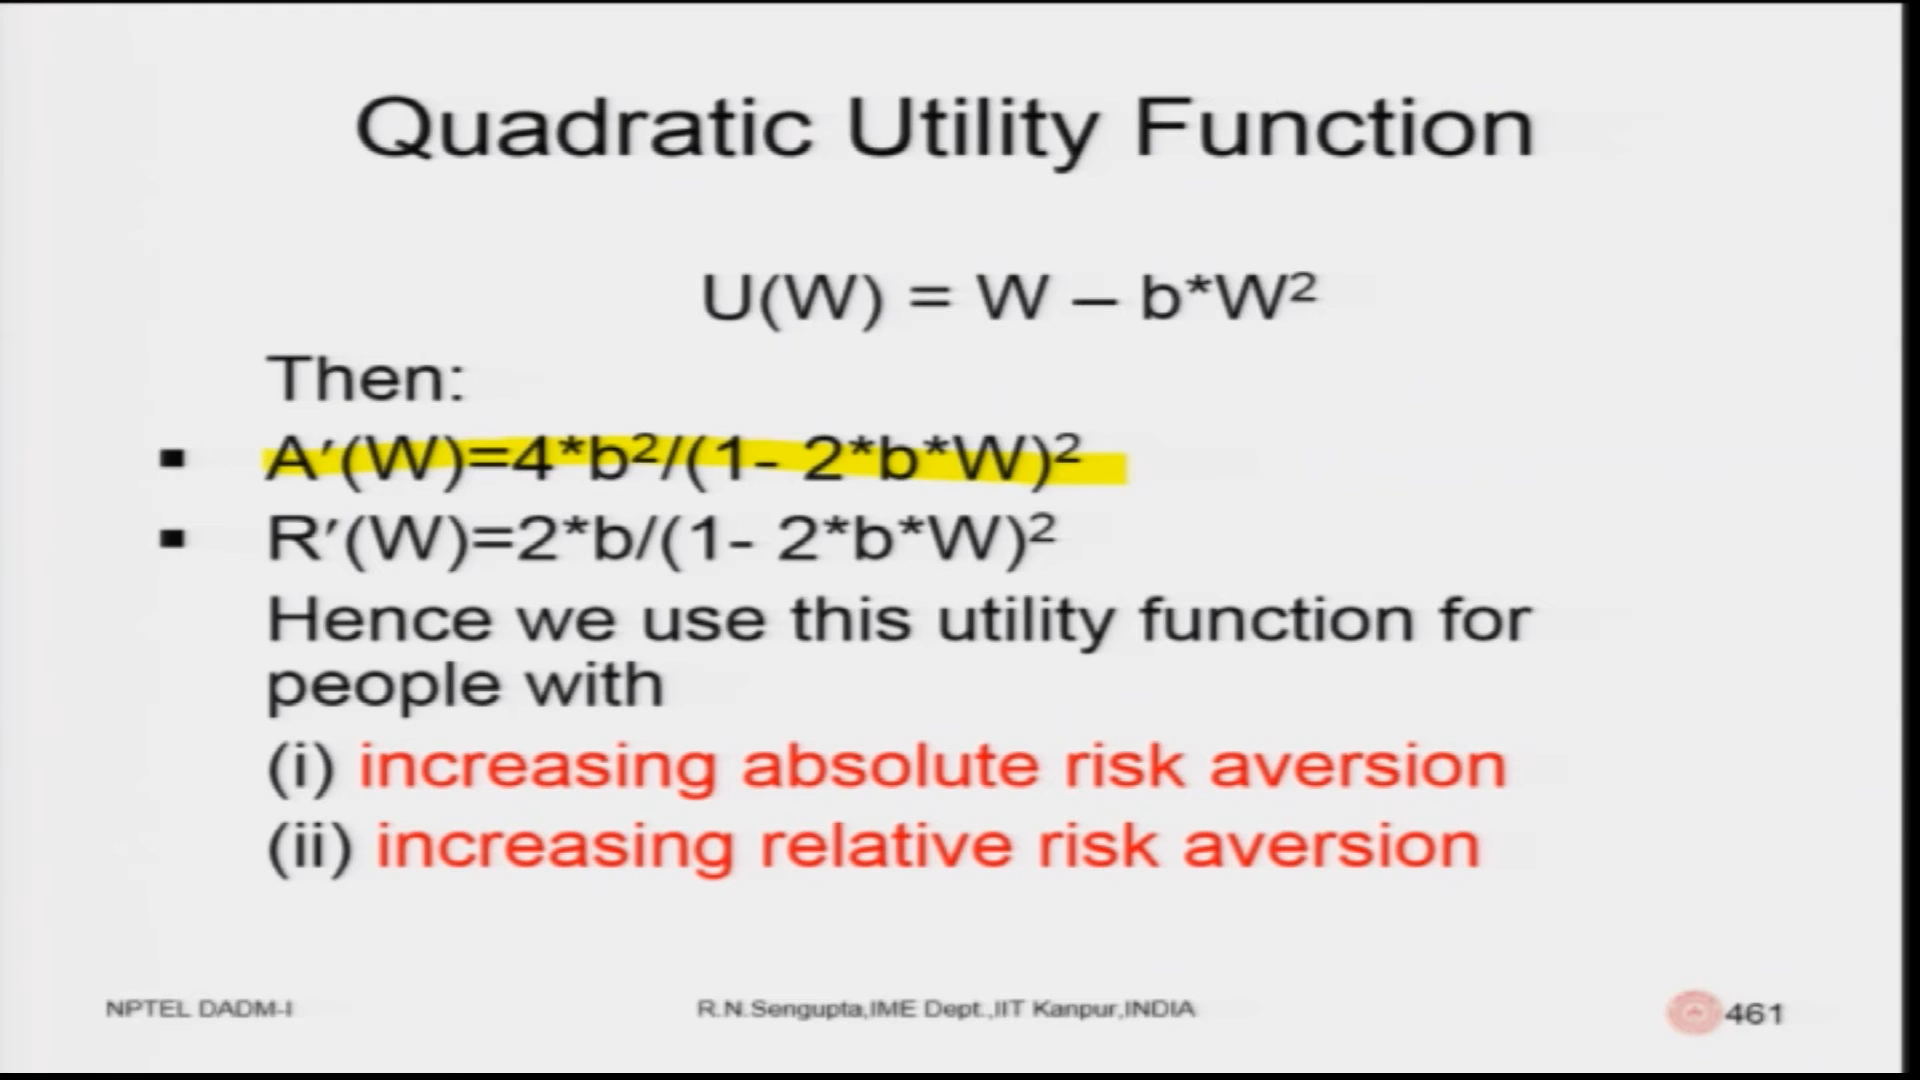 Quadratic Utility Function
U(W) = W – b*W²
Then:
▪ A′(W)=4*b²/(1- 2*b*W)²
▪ R′(W)=2*b/(1- 2*b*W)²
Hence we use this utility function for
people with
(i) increasing absolute risk aversion
(ii) increasing relative risk aversion
NPTEL DADM-I
R.N.Sengupta,IME Dept.,IIT Kanpur,INDIA
461